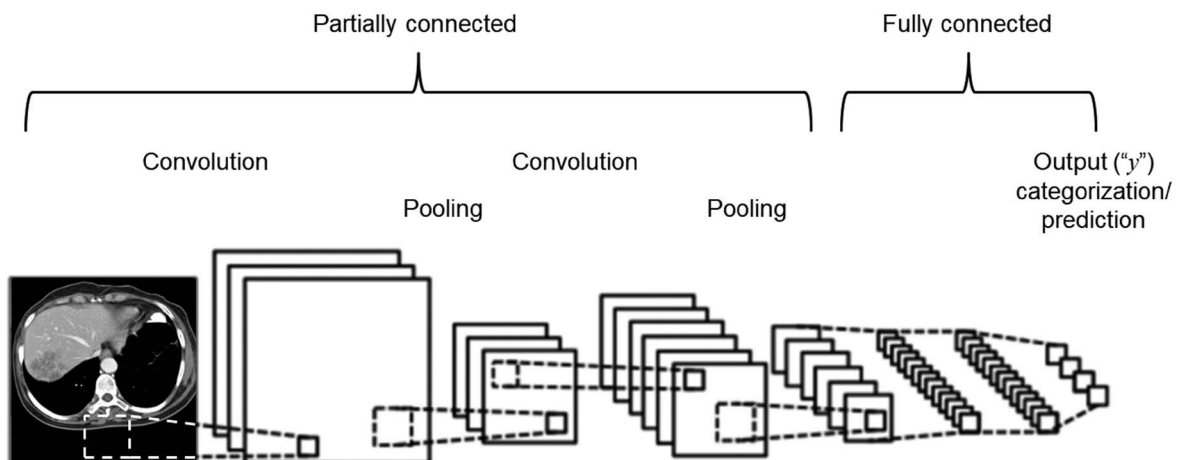 Partially connected
Fully connected
Convolution
Convolution
Output (“y”)
categorization/
prediction
Pooling
Pooling